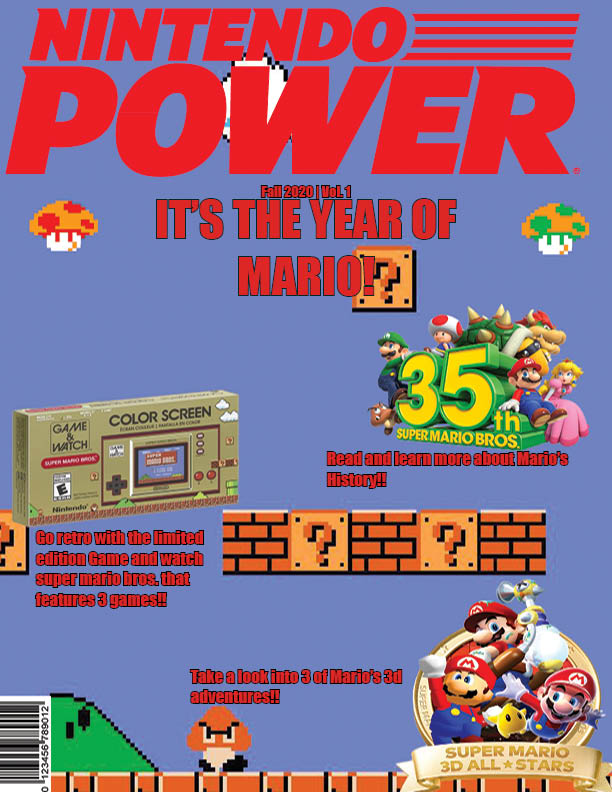 NINTENDO
POWER
Fall 2020 | Vol. 1
IT'S THE YEAR OF
MARIO!
?
35th
SUPER MARIO BROS.
GAME
&
WATCH
COLOR SCREEN
SUPER MARIO BROS.
E
Nintendo
Read and learn more about Mario's
History!!
? ? ?
Go retro with the limited
edition Game and watch
super mario bros. that
features 3 games!!
Take a look into 3 of Mario's 3d
adventures!!
SUPER MARIO
3D ALL★STARS
0 123456 789012